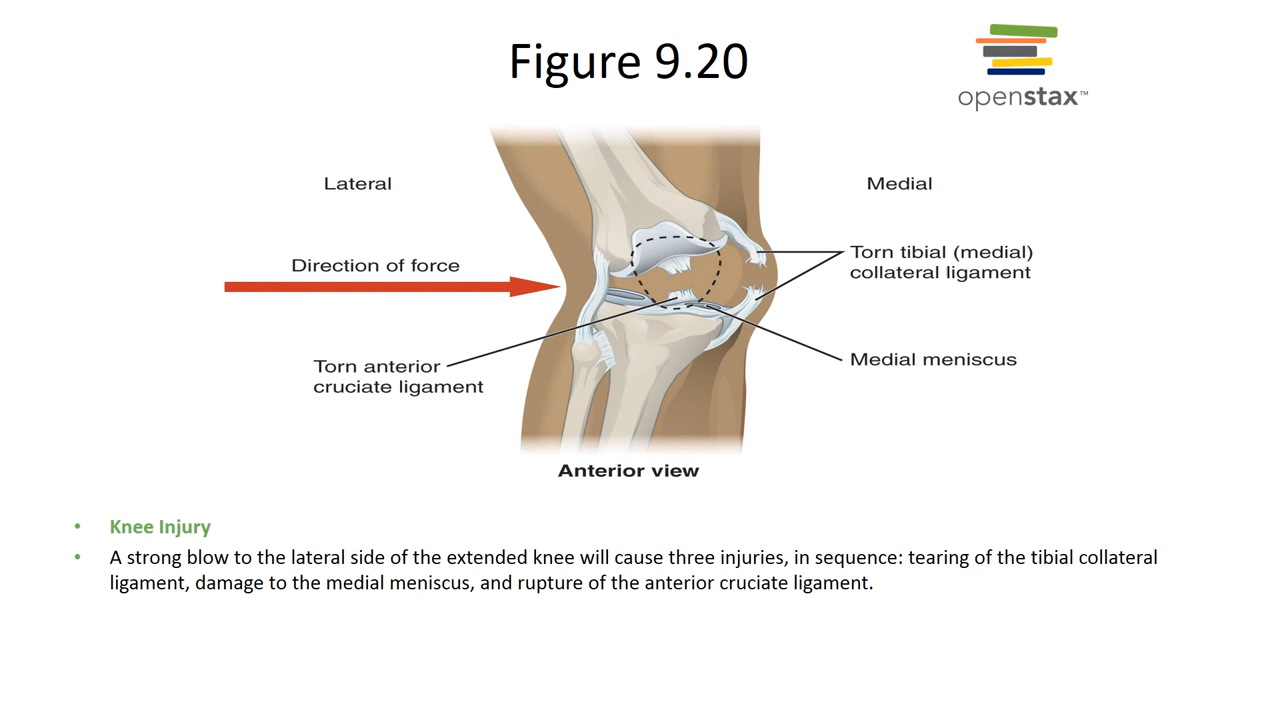 Figure 9.20
openstax™
Lateral
Medial
Direction of force
Torn tibial (medial)
collateral ligament
Torn anterior
cruciate ligament
Medial meniscus
Anterior view
• Knee Injury
• A strong blow to the lateral side of the extended knee will cause three injuries, in sequence: tearing of the tibial collateral
ligament, damage to the medial meniscus, and rupture of the anterior cruciate ligament.